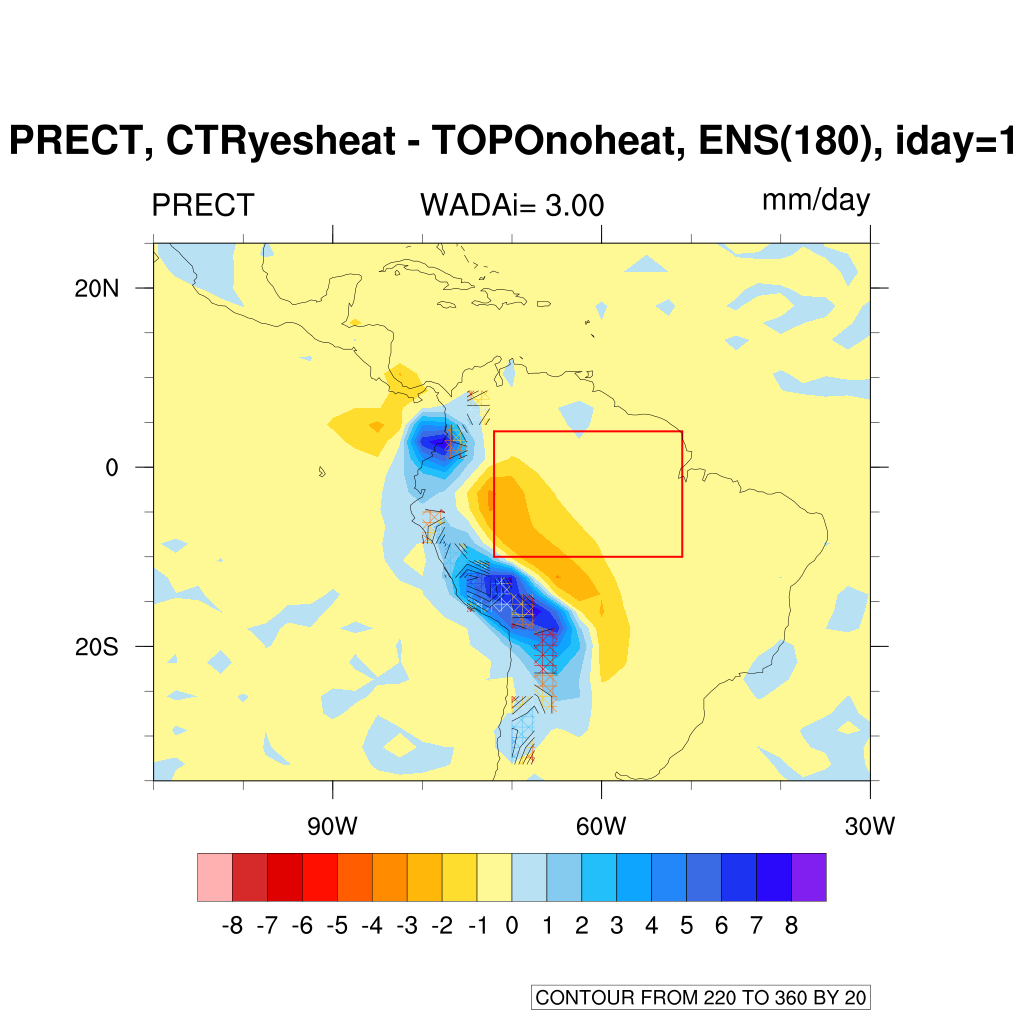 PRECT, CTRyesheat - TOPOnoheat, ENS(180), iday=1
PRECT WADAi= 3.00 mm/day
20N
0
20S
90W 60W 30W
-8 -7 -6 -5 -4 -3 -2 -1 0 1 2 3 4 5 6 7 8
CONTOUR FROM 220 TO 360 BY 20